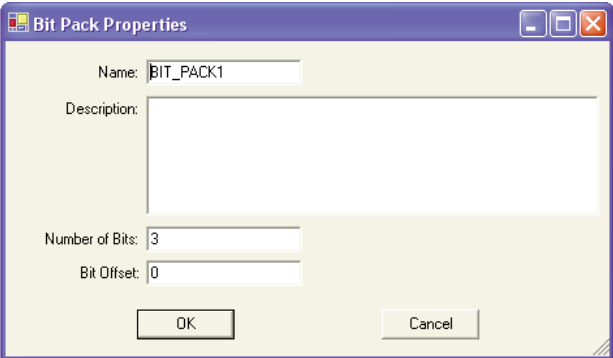 Bit Pack Properties
Name: BIT_PACK1
Description:
Number of Bits: 3
Bit Offset: 0
OK Cancel